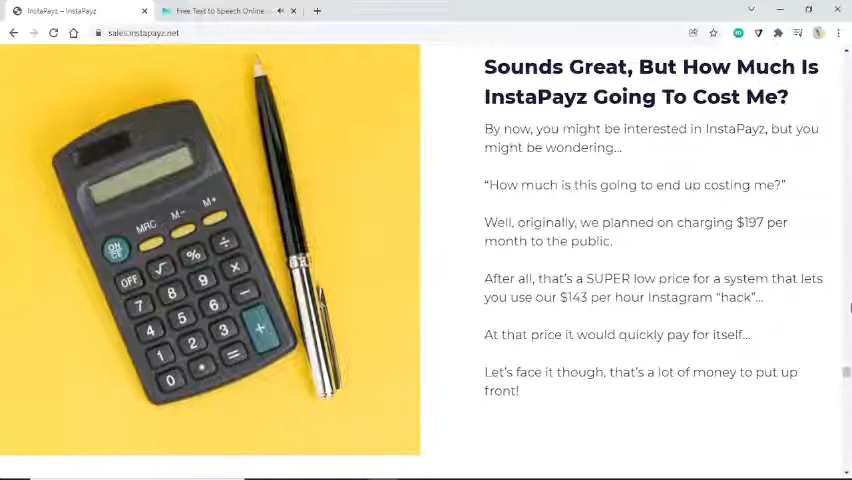 InstaPayz – InstaPayz
Free Text to Speech Online
sales.instapayz.net
Sounds Great, But How Much Is
InstaPayz Going To Cost Me?
By now, you might be interested in InstaPayz, but you
might be wondering...
“How much is this going to end up costing me?”
Well, originally, we planned on charging $197 per
month to the public.
After all, that’s a SUPER low price for a system that lets
you use our $143 per hour Instagram “hack”...
At that price it would quickly pay for itself...
Let’s face it though, that’s a lot of money to put up
front!
MRC M– M+
ON/CE √ % ÷
OFF
7 8 9 ×
4 5 6 –
1 2 3 +
0 • =